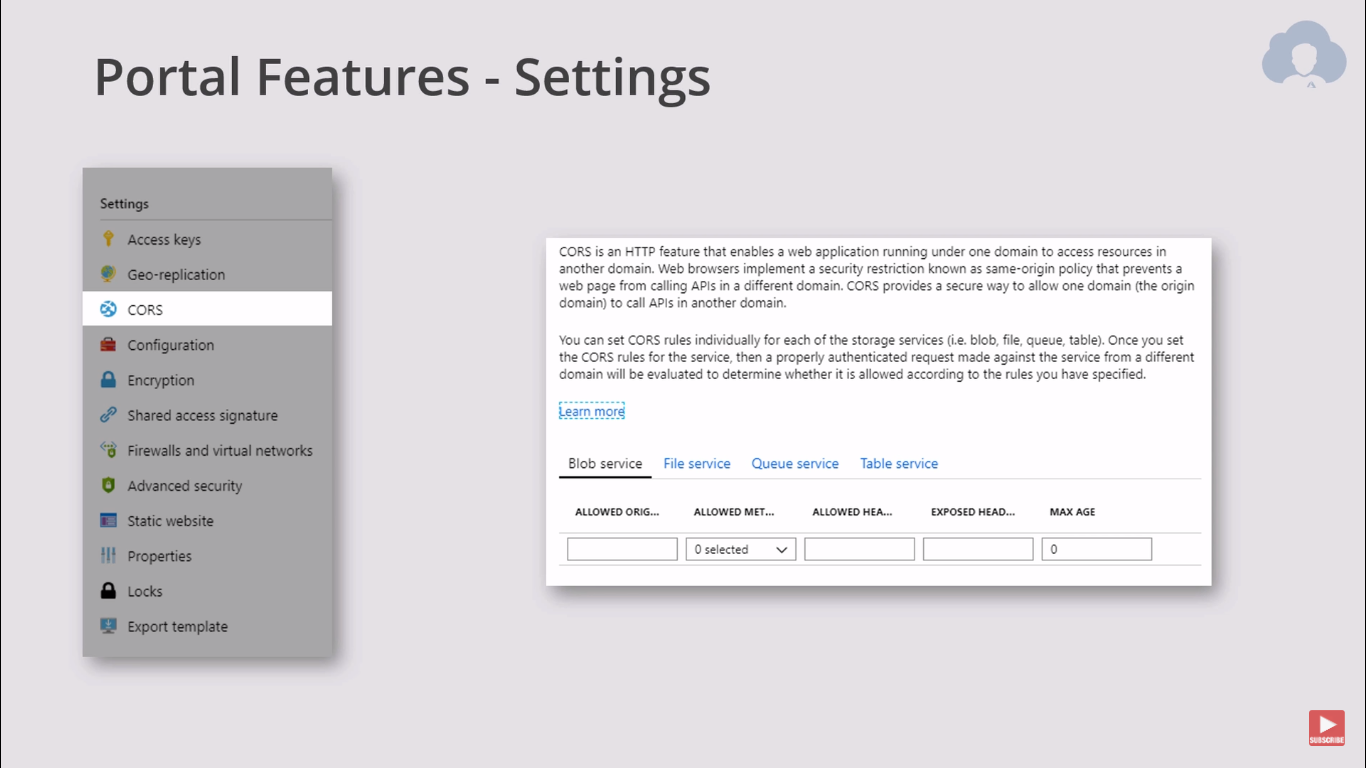 Portal Features - Settings
Settings
Access keys
Geo-replication
CORS
Configuration
Encryption
Shared access signature
Firewalls and virtual networks
Advanced security
Static website
Properties
Locks
Export template
CORS is an HTTP feature that enables a web application running under one domain to access resources in
another domain. Web browsers implement a security restriction known as same-origin policy that prevents a
web page from calling APIs in a different domain. CORS provides a secure way to allow one domain (the origin
domain) to call APIs in another domain.
You can set CORS rules individually for each of the storage services (i.e. blob, file, queue, table). Once you set
the CORS rules for the service, then a properly authenticated request made against the service from a different
domain will be evaluated to determine whether it is allowed according to the rules you have specified.
Learn more
Blob service File service Queue service Table service
ALLOWED ORIG... ALLOWED MET... ALLOWED HEA... EXPOSED HEAD... MAX AGE
0 selected 0
SUBSCRIBE